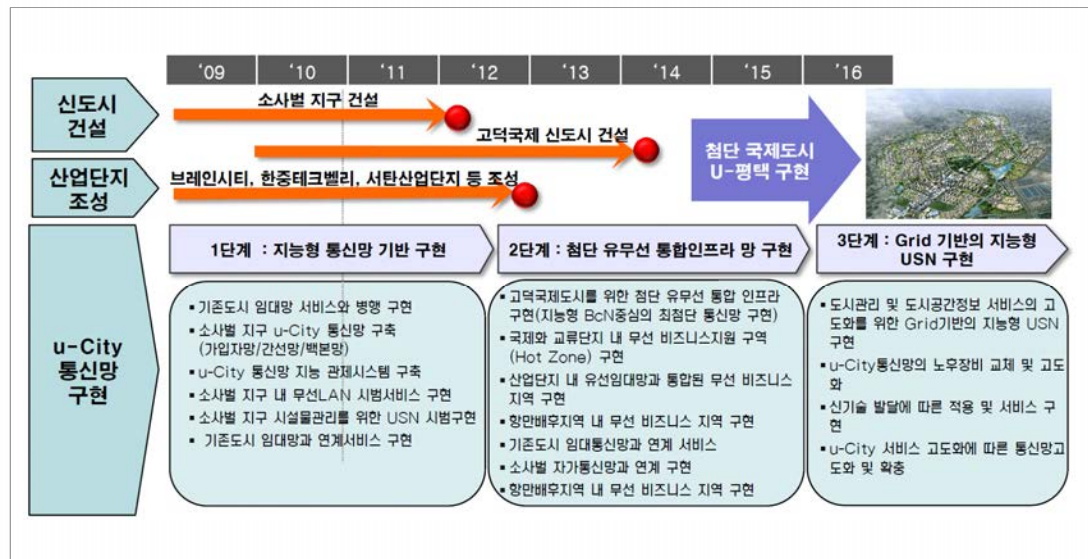 ‘09 ‘10 ‘11 ‘12 ‘13 ‘14 ‘15 ‘16
신도시
건설
소사벌 지구 건설
고덕국제 신도시 건설
산업단지
조성
브레인시티, 한중테크벨리, 서탄산업단지 등 조성
첨단 국제도시
U-평택 구현
u-City
통신망
구현
1단계 : 지능형 통신망 기반 구현
▪ 기존도시 임대망 서비스와 병행 구현
▪ 소사벌 지구 u-City 통신망 구축
(가입자망/간선망/백본망)
▪ u-City 통신망 지능 관제시스템 구축
▪ 소사벌 지구 내 무선LAN 시범서비스 구현
▪ 소사벌 지구 시설물관리를 위한 USN 시범구현
▪ 기존도시 임대망과 연계서비스 구현
2단계 : 첨단 유무선 통합인프라 망 구현
▪ 고덕국제도시를 위한 첨단 유무선 통합 인프라
구현(지능형 BcN중심의 최첨단 통신망 구현)
▪ 국제화 교류단지 내 무선 비즈니스지원 구역
(Hot Zone) 구현
▪ 산업단지 내 유선임대망과 통합된 무선 비즈니스
지역 구현
▪ 항만배후지역 내 무선 비즈니스 지역 구현
▪ 기존도시 임대통신망과 연계 서비스
▪ 소사벌 자가통신망과 연계 구현
▪ 항만배후지역 내 무선 비즈니스 지역 구현
3단계 : Grid 기반의 지능형
USN 구현
▪ 도시관리 및 도시공간정보 서비스의 고
도화를 위한 Grid기반의 지능형 USN
구현
▪ u-City통신망의 노후장비 교체 및 고도
화
▪ 신기술 발달에 따른 적용 및 서비스 구
현
▪ u-City 서비스 고도화에 따른 통신망고
도화 및 확충